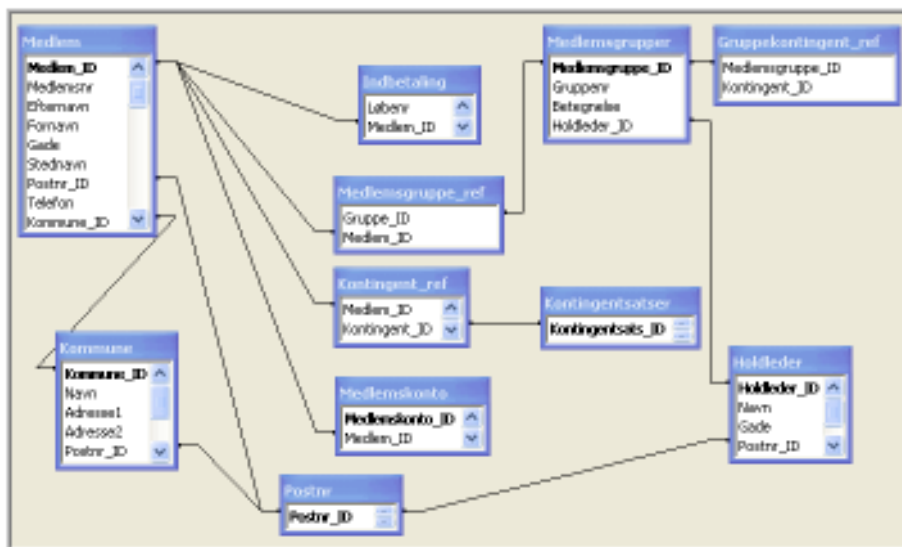 Medlem
Medlem_ID
Medlemsnr
Efternavn
Fornavn
Gade
Stednavn
Postnr_ID
Telefon
Kommune_ID
Indbetaling
Løbenr
Medlem_ID
Medlemsgrupper
Medlemsgruppe_ID
Gruppenr
Betegnelse
Holdleder_ID
Gruppekontingent_ref
Medlemsgruppe_ID
Kontingent_ID
Medlemsgruppe_ref
Gruppe_ID
Medlem_ID
Kontingent_ref
Medlem_ID
Kontingent_ID
Kontingentsatser
Kontingentsats_ID
Kommune
Kommune_ID
Navn
Adresse1
Adresse2
Postnr_ID
Medlemskonto
Medlemskonto_ID
Medlem_ID
Holdleder
Holdleder_ID
Navn
Gade
Postnr_ID
Postnr
Postnr_ID